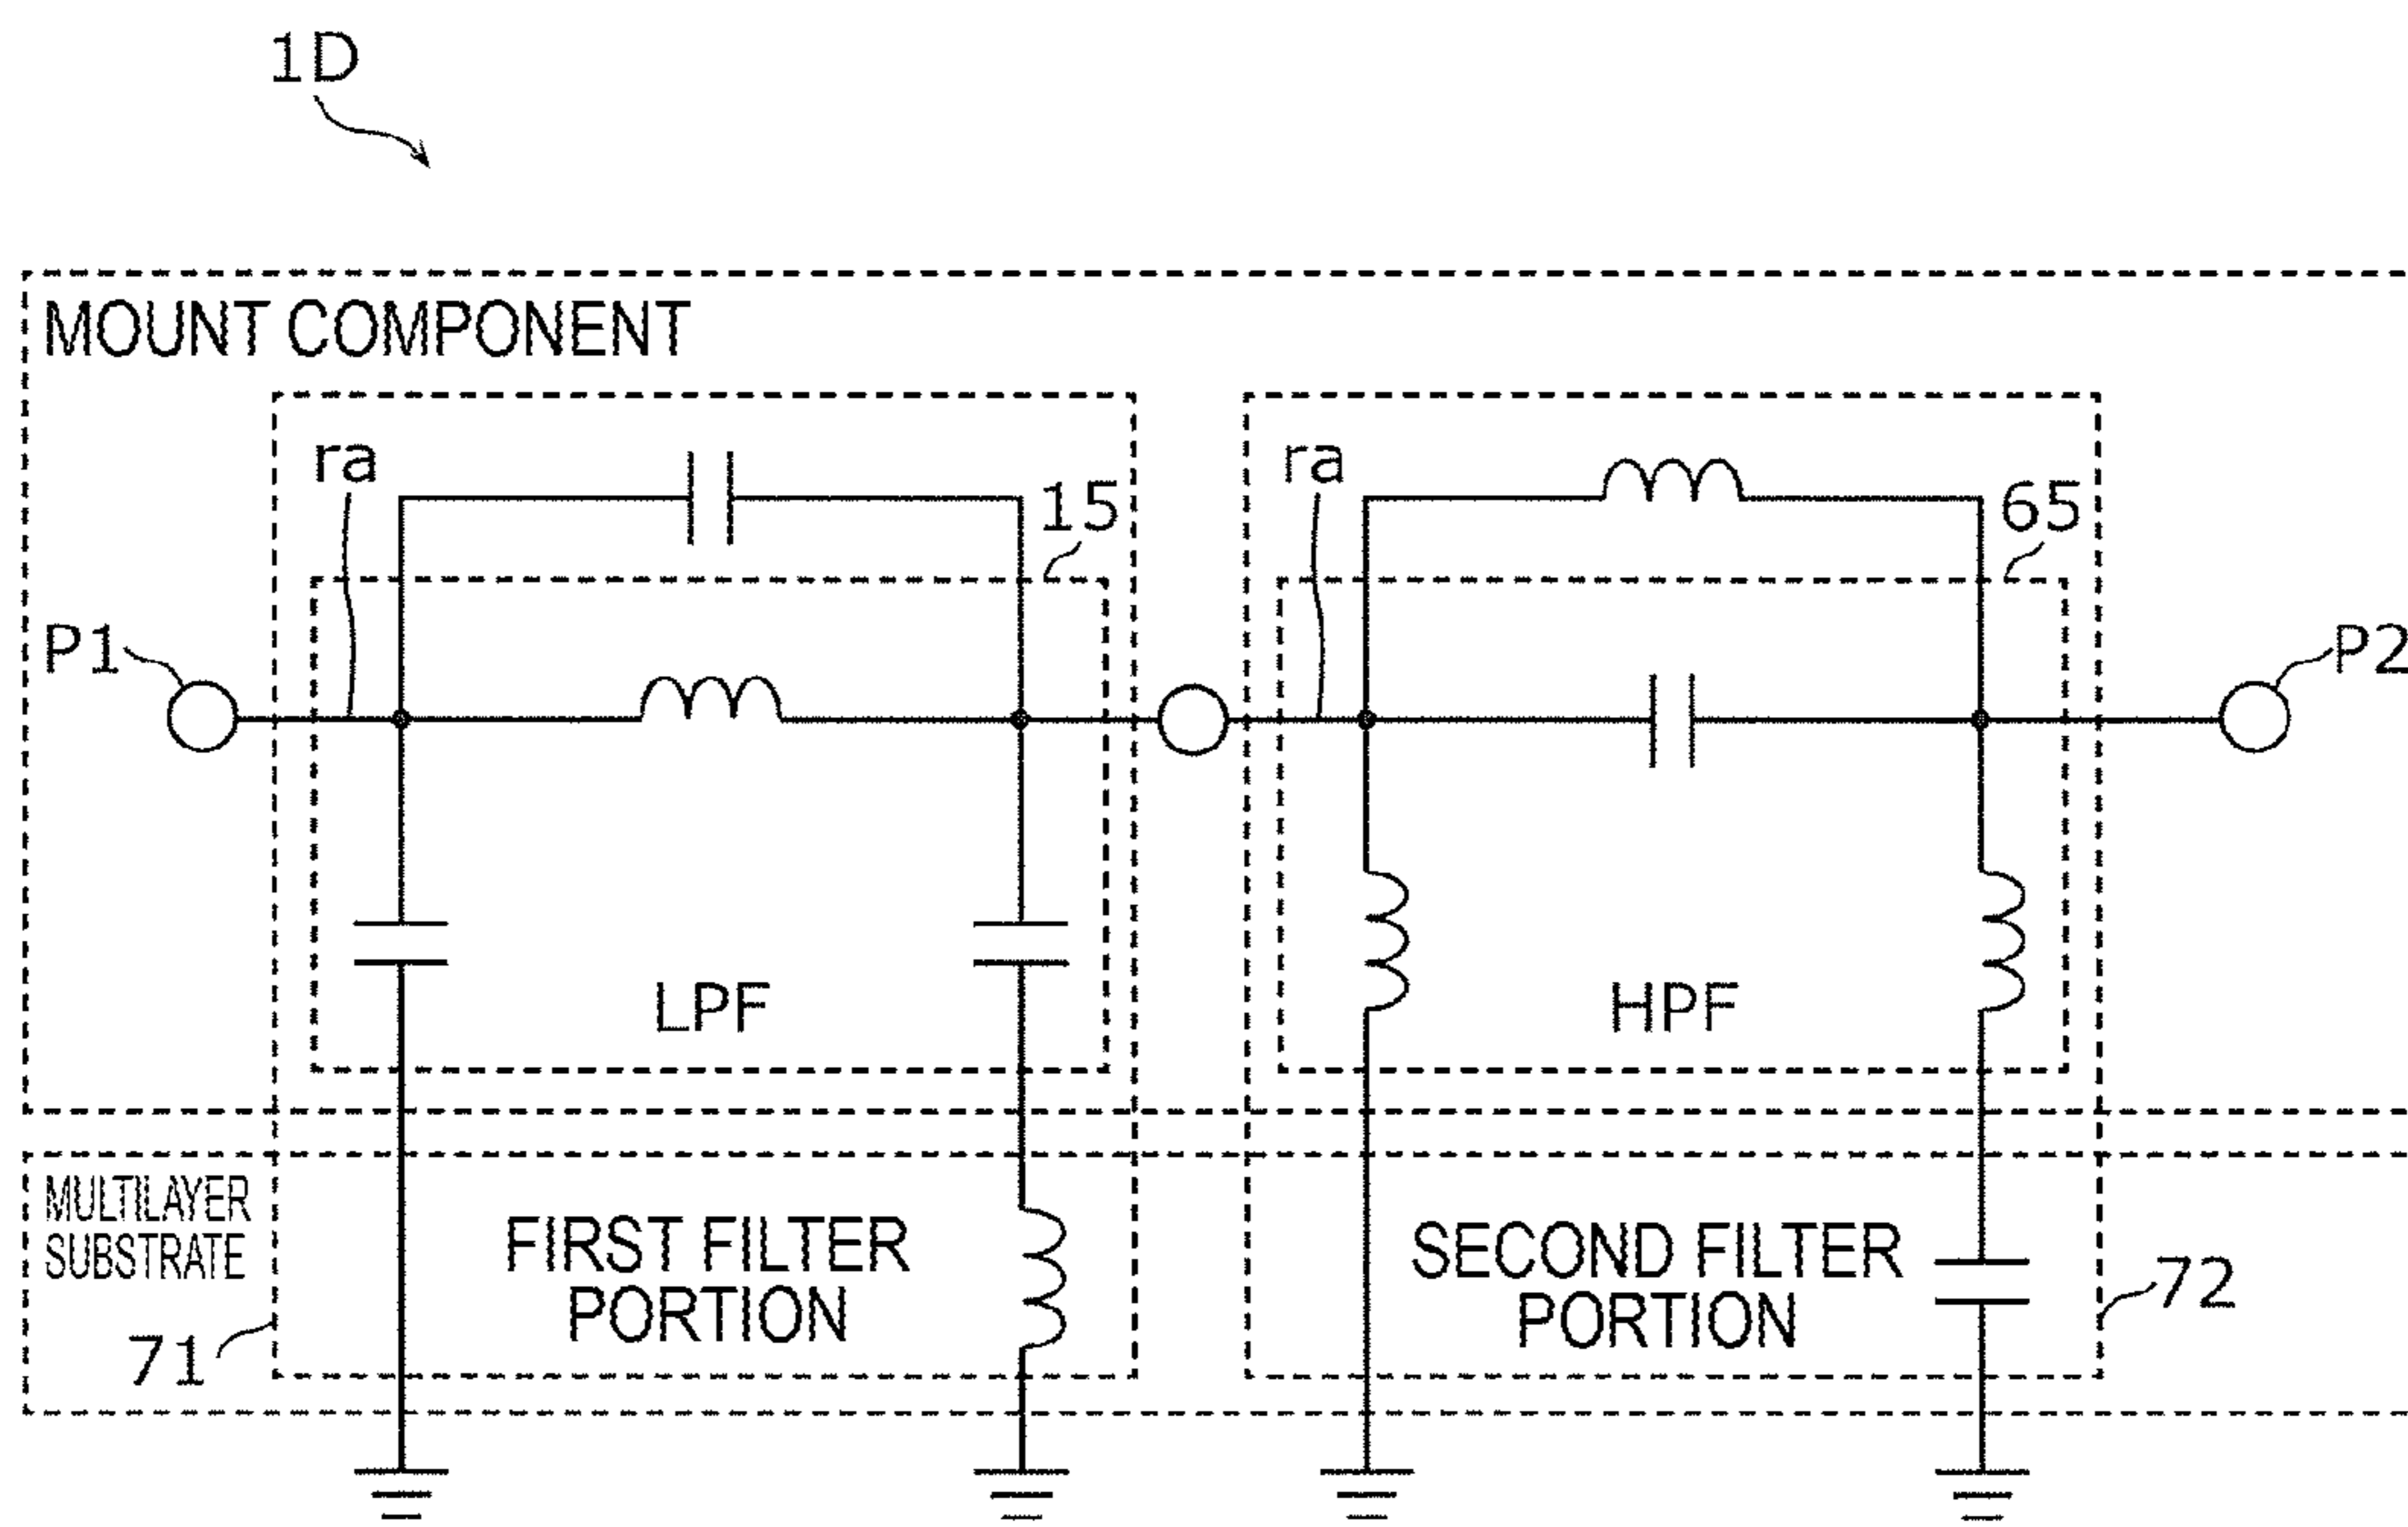 1D
MOUNT COMPONENT
ra
15
ra
65
P1
P2
LPF
HPF
MULTILAYER
SUBSTRATE
FIRST FILTER
PORTION
SECOND FILTER
PORTION
71
72